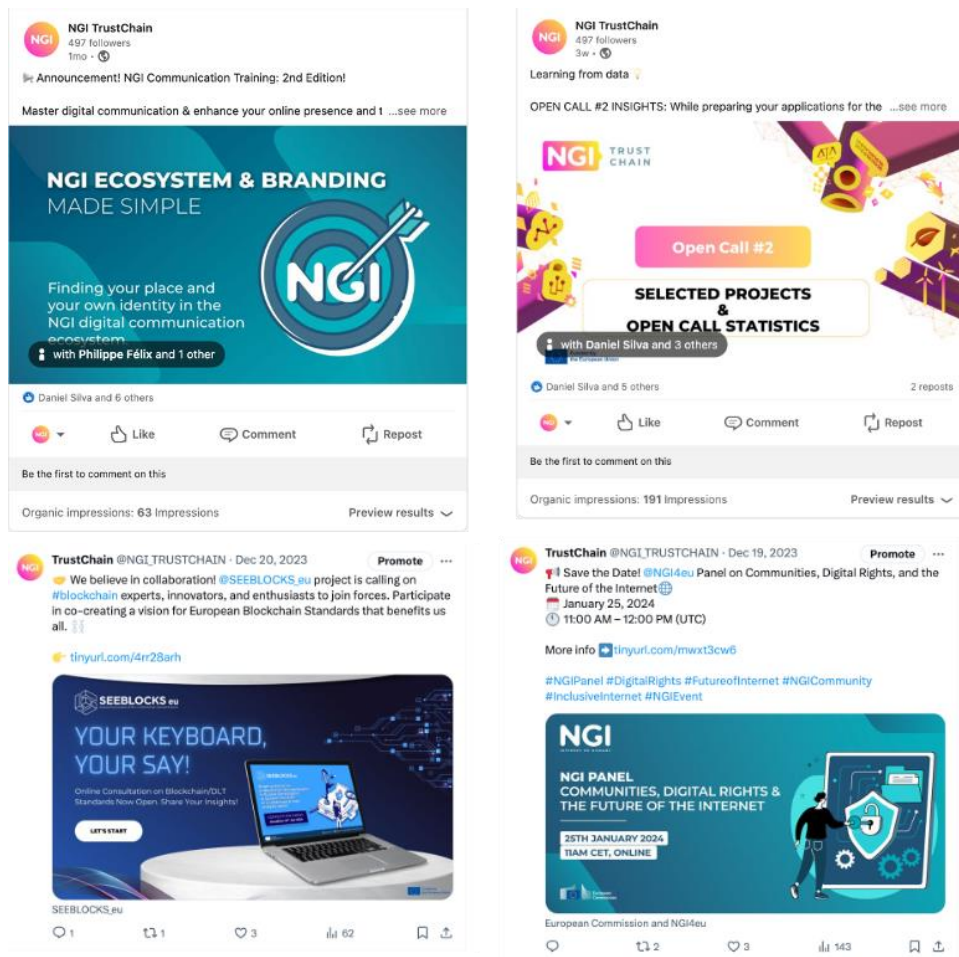 NGI
NGI TrustChain
497 followers
1mo •
Announcement! NGI Communication Training: 2nd Edition!
Master digital communication & enhance your online presence and t ...see more
NGI ECOSYSTEM & BRANDING
MADE SIMPLE
NGI
Finding your place and
your own identity in the
NGI digital communication
ecosystem.
with Philippe Félix and 1 other
Daniel Silva and 6 others
NGI
Like
Comment
Repost
Be the first to comment on this
Organic impressions: 63 Impressions
Preview results
NGI
NGI TrustChain
497 followers
3w •
Learning from data
OPEN CALL #2 INSIGHTS: While preparing your applications for the ...see more
NGI TRUST
CHAIN
Open Call #2
SELECTED PROJECTS
&
OPEN CALL STATISTICS
with Daniel Silva and 3 others
the European Union
Daniel Silva and 5 others
2 reposts
NGI
Like
Comment
Repost
Be the first to comment on this
Organic impressions: 191 Impressions
Preview results
NGI
TrustChain @NGI_TRUSTCHAIN · Dec 20, 2023
Promote
We believe in collaboration! @SEEBLOCKS_eu project is calling on
#blockchain experts, innovators, and enthusiasts to join forces. Participate
in co-creating a vision for European Blockchain Standards that benefits us
all.
tinyurl.com/4rr28arh
SEEBLOCKS eu
YOUR KEYBOARD,
YOUR SAY!
Online Consultation on Blockchain/DLT
Standards Now Open. Share Your Insights!
LET'S START
SEEBLOCKS_eu
1
1
3
62
NGI
TrustChain @NGI_TRUSTCHAIN · Dec 19, 2023
Promote
Save the Date! @NGI4eu Panel on Communities, Digital Rights, and the
Future of the Internet
January 25, 2024
11:00 AM – 12:00 PM (UTC)
More info tinyurl.com/mwxt3cw6
#NGIPanel #DigitalRights #FutureofInternet #NGICommunity
#InclusiveInternet #NGIEvent
NGI
NGI PANEL
COMMUNITIES, DIGITAL RIGHTS &
THE FUTURE OF THE INTERNET
25TH JANUARY 2024
11AM CET, ONLINE
European
Commission
European Commission and NGI4eu
2
3
143